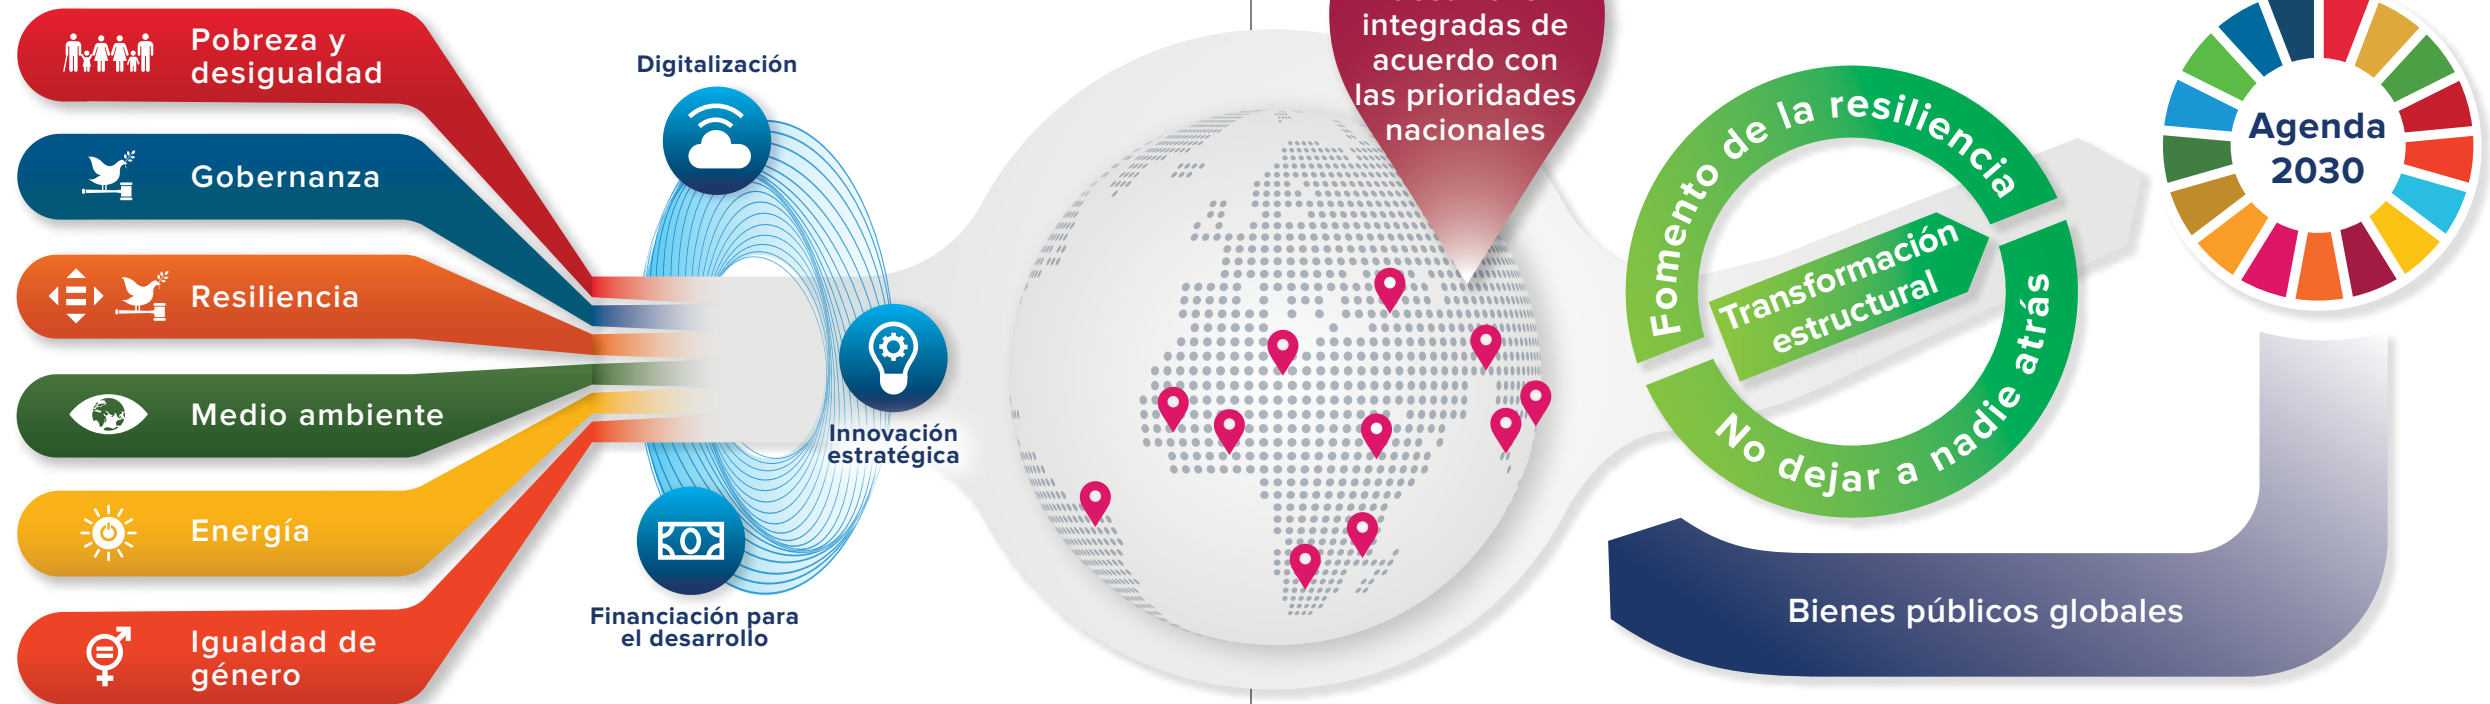 Pobreza y
desigualdad
Gobernanza
Resiliencia
Medio ambiente
Energía
Igualdad de
género
Digitalización
Innovación
estratégica
Financiación para
el desarrollo
integradas de
acuerdo con
las prioridades
nacionales
Fomento de la resiliencia
Transformación
estructural
No dejar a nadie atrás
Agenda
2030
Bienes públicos globales